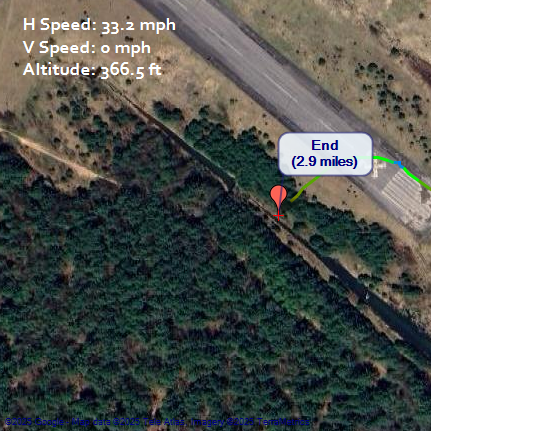 H Speed: 33.2 mph
V Speed: 0 mph
Altitude: 366.5 ft
End
(2.9 miles)